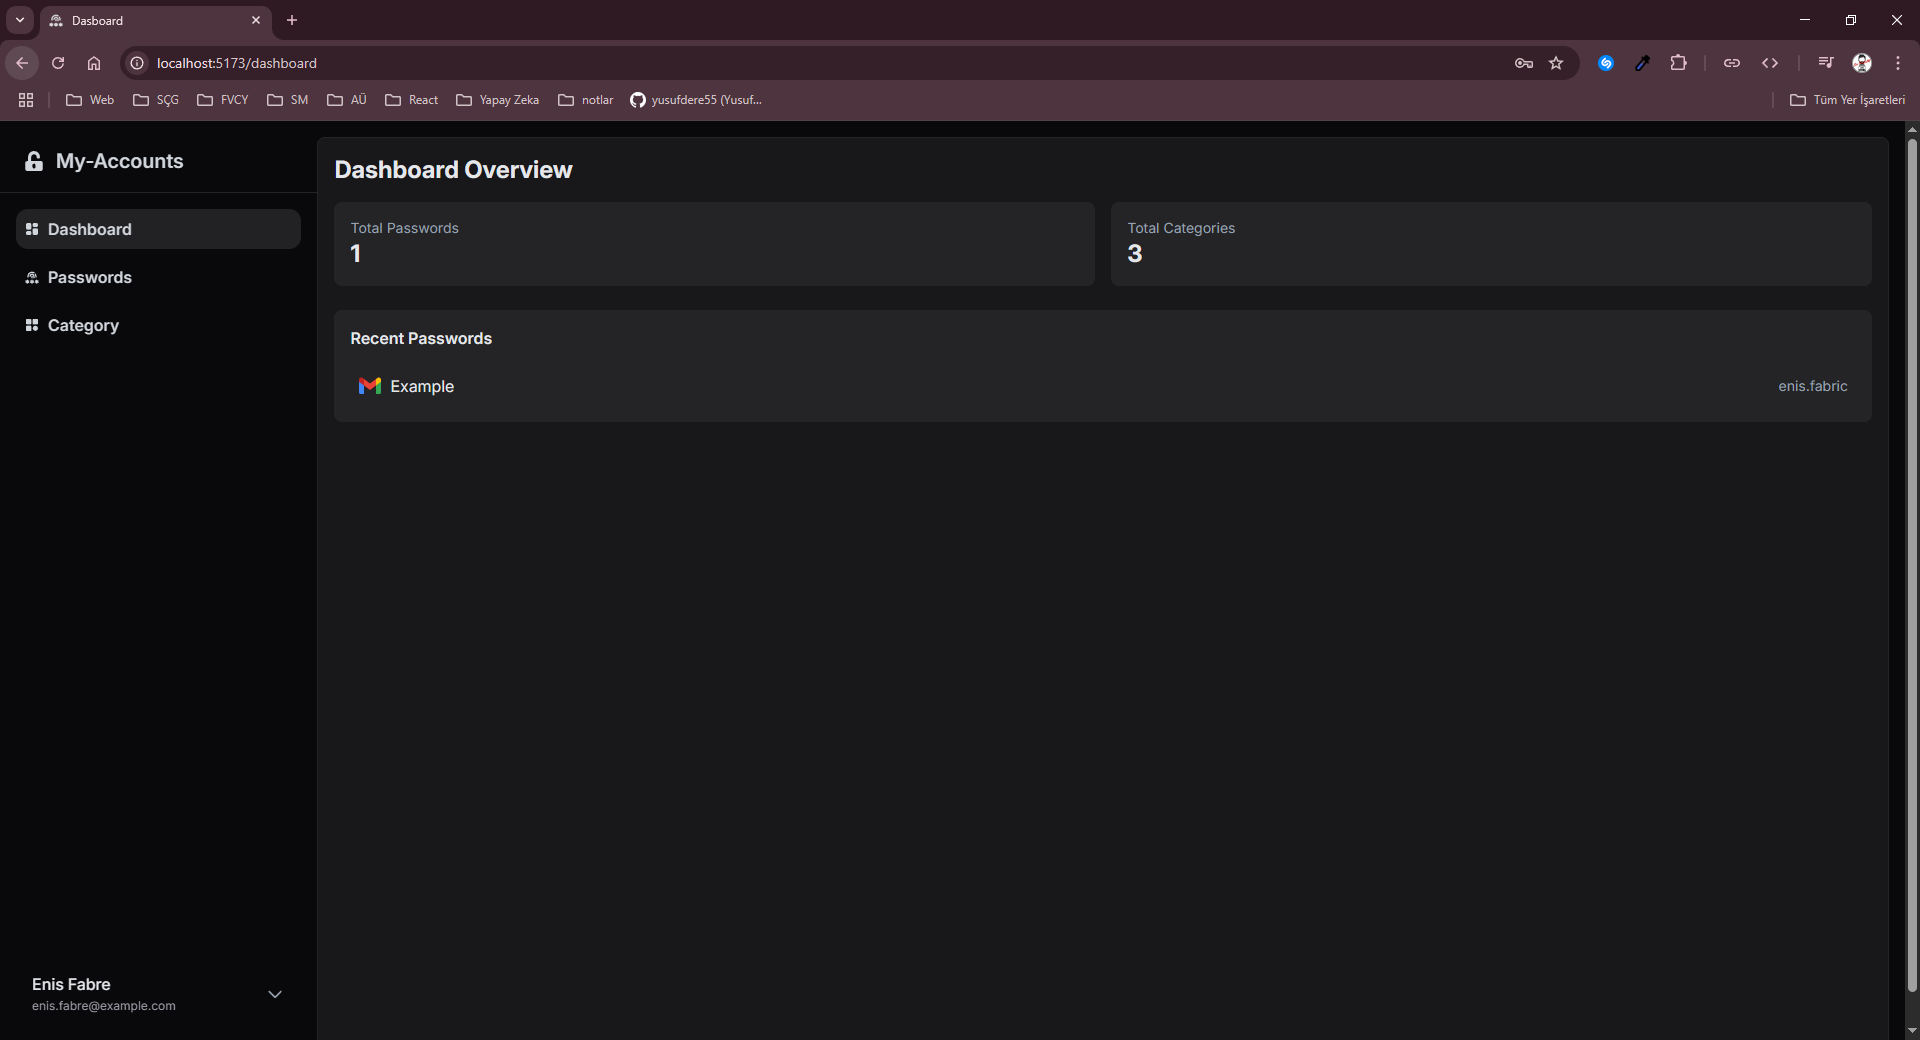 Dasboard
localhost:5173/dashboard
Web SÇG FVCY SM AÜ React Yapay Zeka notlar yusufdere55 (Yusuf... Tüm Yer İşaretleri
My-Accounts
Dashboard
Passwords
Category
Enis Fabre
enis.fabre@example.com
Dashboard Overview
Total Passwords
1
Total Categories
3
Recent Passwords
Example enis.fabric